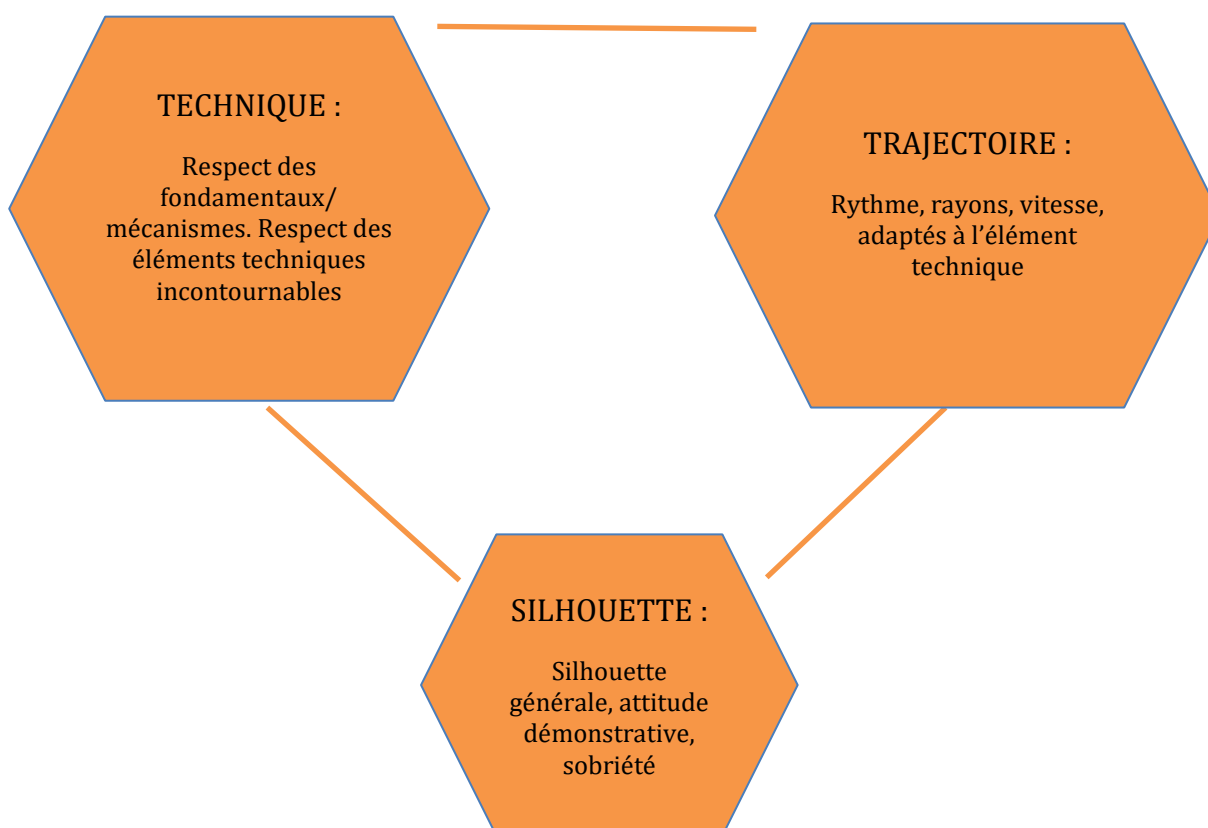 TECHNIQUE :
Respect des
fondamentaux/
mécanismes. Respect des
éléments techniques
incontournables
TRAJECTOIRE :
Rythme, rayons, vitesse,
adaptés à l’élément
technique
SILHOUETTE :
Silhouette
générale, attitude
démonstrative,
sobriété